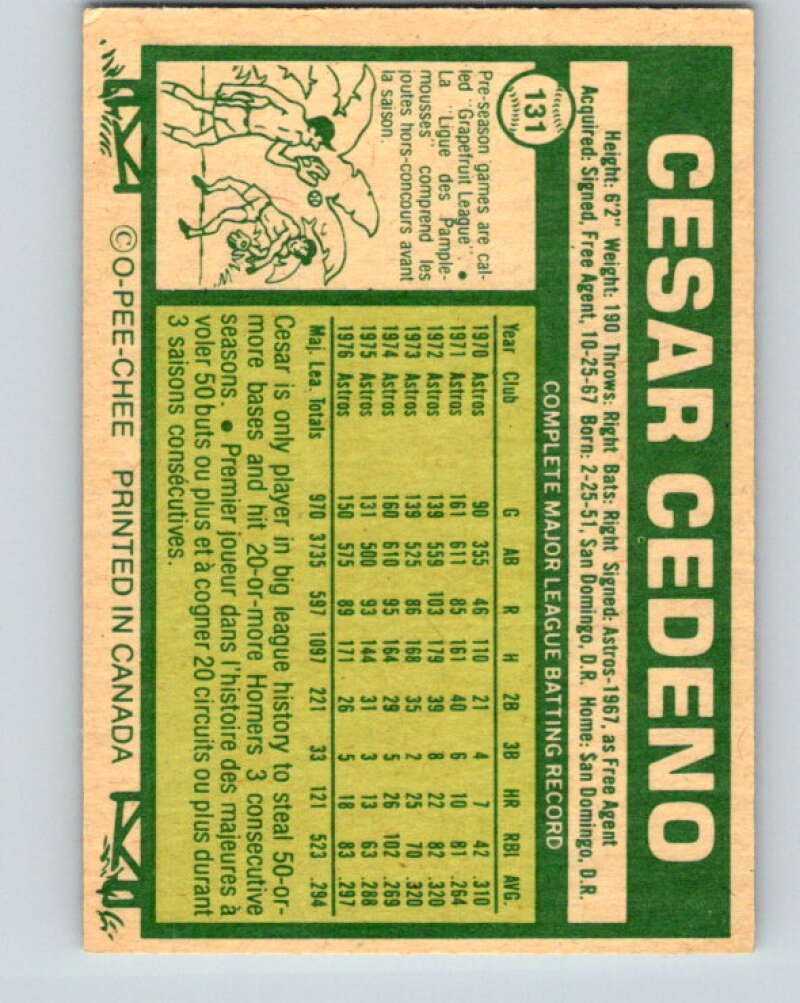 CESAR CEDENO
Height: 6'2" Weight: 190 Throws: Right Bats: Right Signed: Astros-1967, as Free Agent
Acquired: Signed, Free Agent, 10-25-67 Born: 2-25-51, San Domingo, D.R. Home: San Domingo, D.R.
131
COMPLETE MAJOR LEAGUE BATTING RECORD
Pre-season games are cal-
led "Grapefruit League". •
La "Ligue des Pample-
mousses" comprend les
joutes hors-concours avant
la saison.
Year Club G AB R H 2B 3B HR RBI AVG.
1970 Astros 90 355 46 110 21 4 7 42 .310
1971 Astros 161 611 85 161 40 6 10 81 .264
1972 Astros 139 559 103 179 39 8 22 82 .320
1973 Astros 139 525 86 168 35 2 25 70 .320
1974 Astros 160 610 95 164 29 5 26 102 .269
1975 Astros 131 500 93 144 31 3 13 63 .288
1976 Astros 150 575 89 171 26 5 18 83 .297
Maj. Lea. Totals 970 3735 597 1097 221 33 121 523 .294
Cesar is only player in big league history to steal 50-or-
more bases and hit 20-or-more Homers 3 consecutive
seasons. • Premier joueur dans l'histoire des majeures à
voler 50 buts ou plus et à cogner 20 circuits ou plus durant
3 saisons consécutives.
©O-PEE-CHEE PRINTED IN CANADA